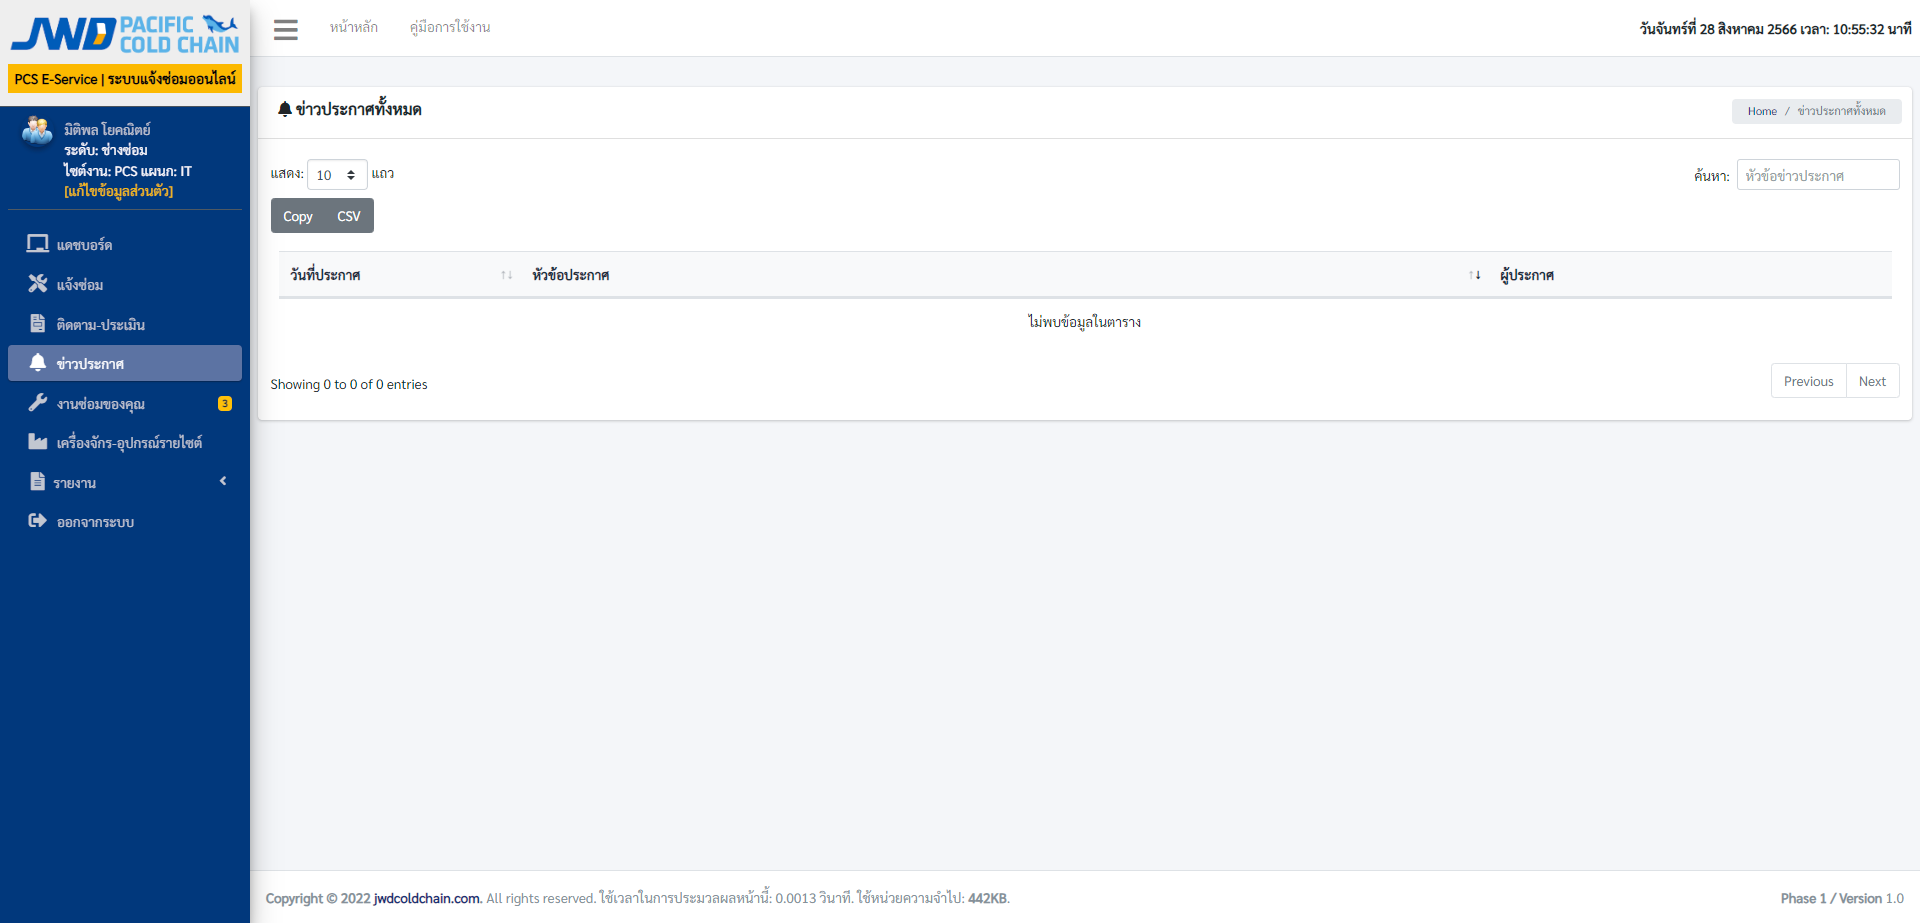 JWD PACIFIC COLD CHAIN
PCS E-Service | ระบบแจ้งซ่อมออนไลน์
มิติพล โยคณิตย์
ระดับ: ช่างซ่อม
ไซต์งาน: PCS แผนก: IT
[แก้ไขข้อมูลส่วนตัว]
แดชบอร์ด
แจ้งซ่อม
ติดตาม-ประเมิน
ข่าวประกาศ
งานซ่อมของคุณ 3
เครื่องจักร-อุปกรณ์รายไซต์
รายงาน
ออกจากระบบ
หน้าหลัก คู่มือการใช้งาน
วันจันทร์ที่ 28 สิงหาคม 2566 เวลา: 10:55:32 นาที
ข่าวประกาศทั้งหมด
Home / ข่าวประกาศทั้งหมด
แสดง: 10 แถว
ค้นหา: หัวข้อข่าวประกาศ
Copy CSV
วันที่ประกาศ หัวข้อประกาศ ผู้ประกาศ
ไม่พบข้อมูลในตาราง
Showing 0 to 0 of 0 entries
Previous Next
Copyright © 2022 jwdcoldchain.com. All rights reserved. ใช้เวลาในการประมวลผลหน้านี้: 0.0013 วินาที. ใช้หน่วยความจำไป: 442KB.
Phase 1 / Version 1.0